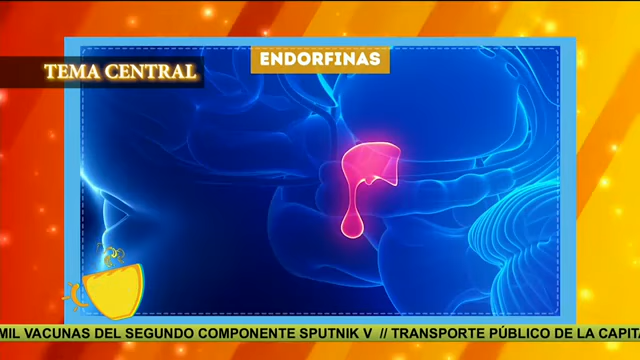 ENDORFINAS
TEMA CENTRAL
MIL VACUNAS DEL SEGUNDO COMPONENTE SPUTNIK V // TRANSPORTE PÚBLICO DE LA CAPITA